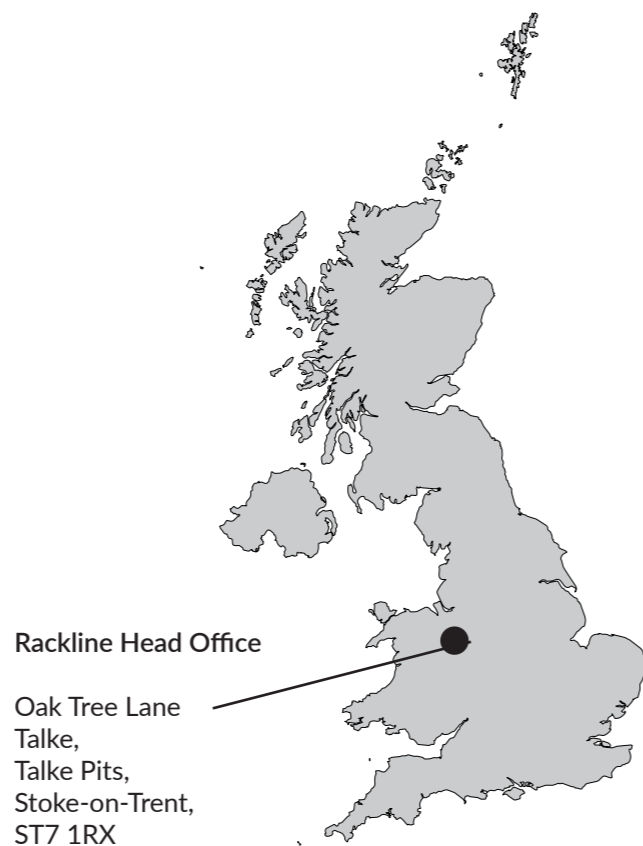 Rackline Head Office
Oak Tree Lane
Talke,
Talke Pits,
Stoke-on-Trent,
ST7 1RX